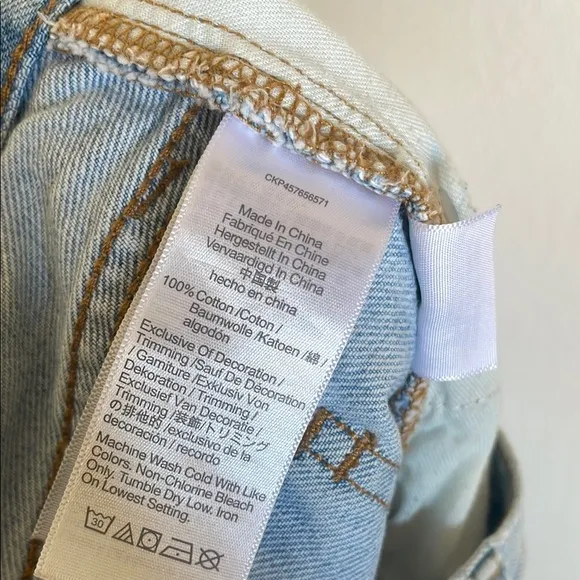 CKP457656571
Made In China
Fabriqué En Chine
Hergestellt In China
Vervaardigd In China
中国製
hecho en china
100% Cotton /Coton /
Baumwolle /Katoen /綿 /
algodón
Exclusive Of Decoration /
Trimming /Sauf De Décoration
/ Garniture /Exklusiv Von
Dekoration / Trimming /
Exclusief Van Decoratie /
Trimming /装飾 /トリミング
の排他的/ exclusivo de la
decoración / recordo
Machine Wash Cold With Like
Colors. Non-Chlorine Bleach
Only. Tumble Dry Low. Iron
On Lowest Setting.
30